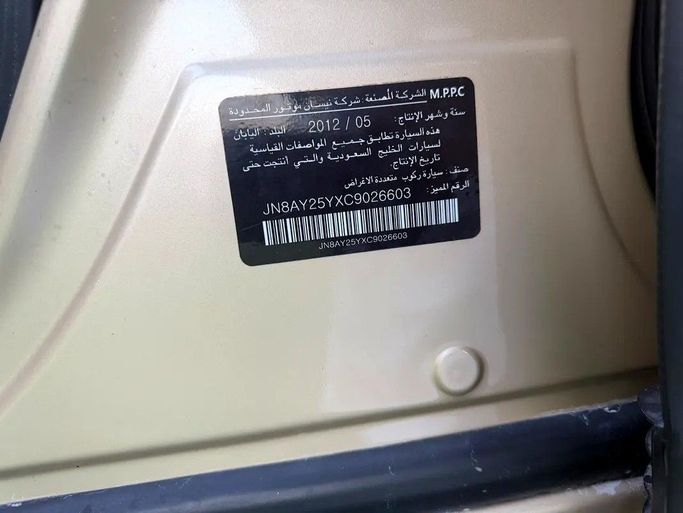 M.P.P.C الشركة المصنعة : شركة نيسان موتور المحدودة
سنة وشهر الإنتاج: 2012 / 05 البلد : اليابان
هذه السيارة تطابق جميع المواصفات القياسية
لسيارات الخليج السعودية والتي أنتجت حتى
تاريخ الإنتاج.
صنف : سيارة ركوب متعددة الاغراض
الرقم المميز: JN8AY25YXC9026603
JN8AY25YXC9026603